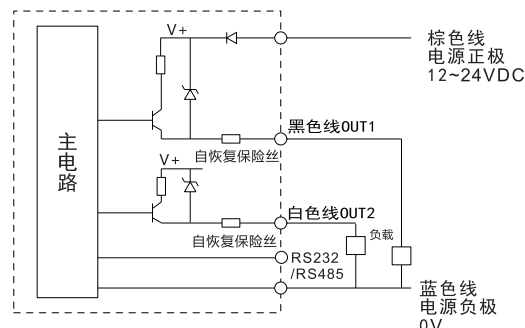 棕色线
电源正极
12~24VDC
V+
黑色线OUT1
自恢复保险丝
主电路
V+
白色线OUT2
自恢复保险丝
负载
RS232
/RS485
蓝色线
电源负极
0V